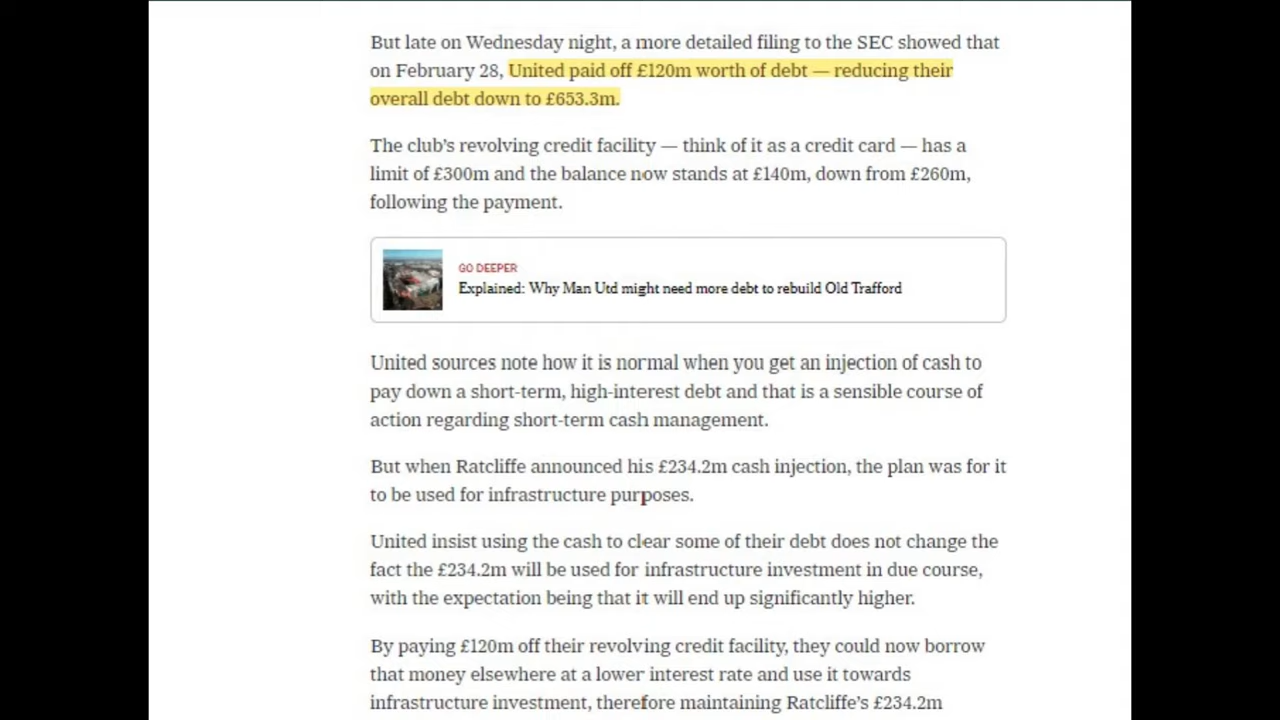 But late on Wednesday night, a more detailed filing to the SEC showed that
on February 28, United paid off £120m worth of debt — reducing their
overall debt down to £653.3m.
The club's revolving credit facility — think of it as a credit card — has a
limit of £300m and the balance now stands at £140m, down from £260m,
following the payment.
GO DEEPER
Explained: Why Man Utd might need more debt to rebuild Old Trafford
United sources note how it is normal when you get an injection of cash to
pay down a short-term, high-interest debt and that is a sensible course of
action regarding short-term cash management.
But when Ratcliffe announced his £234.2m cash injection, the plan was for it
to be used for infrastructure purposes.
United insist using the cash to clear some of their debt does not change the
fact the £234.2m will be used for infrastructure investment in due course,
with the expectation being that it will end up significantly higher.
By paying £120m off their revolving credit facility, they could now borrow
that money elsewhere at a lower interest rate and use it towards
infrastructure investment, therefore maintaining Ratcliffe's £234.2m